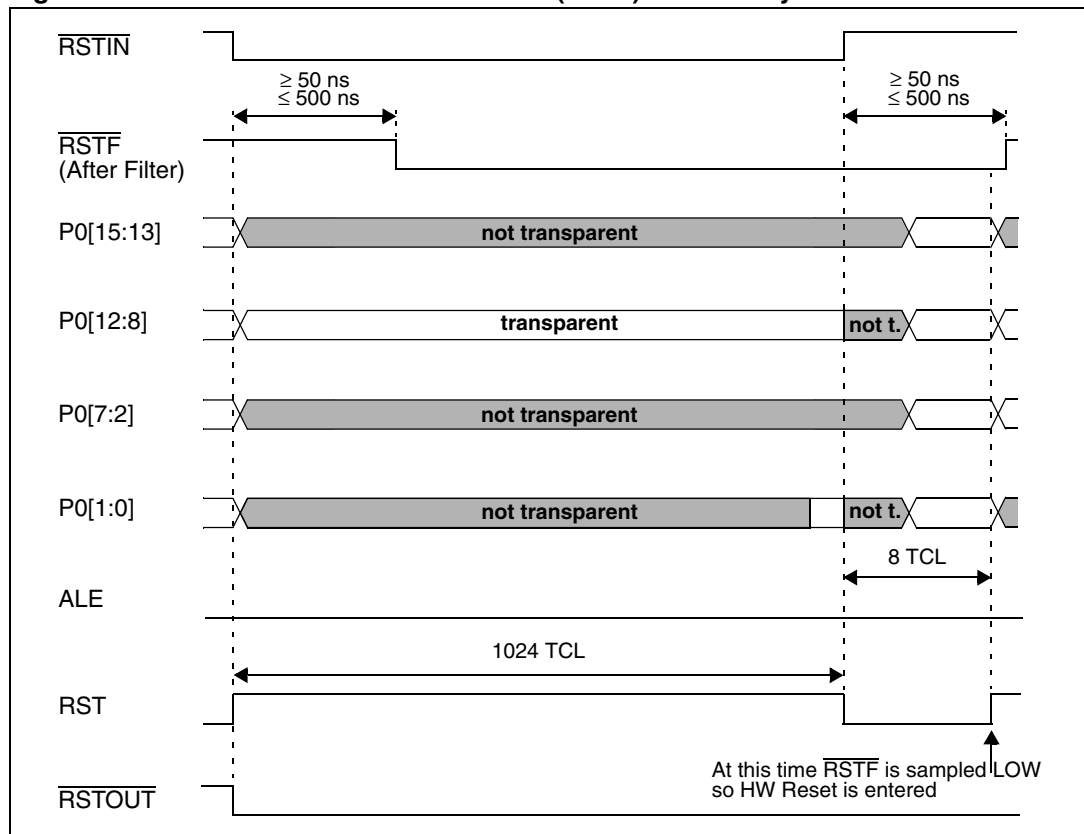 RSTIN
≥ 50 ns
≤ 500 ns
≥ 50 ns
≤ 500 ns
RSTF
(After Filter)
P0[15:13]
not transparent
P0[12:8]
transparent
not t.
P0[7:2]
not transparent
P0[1:0]
not transparent
not t.
8 TCL
ALE
1024 TCL
RST
At this time RSTF is sampled LOW
so HW Reset is entered
RSTOUT